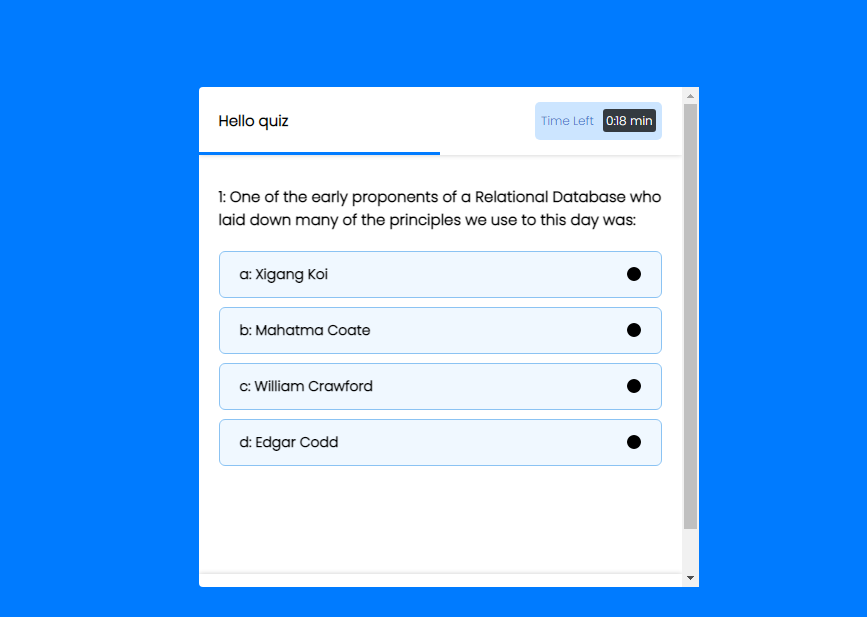 Hello quiz
Time Left 0:18 min
1: One of the early proponents of a Relational Database who
laid down many of the principles we use to this day was:
a: Xigang Koi
b: Mahatma Coate
c: William Crawford
d: Edgar Codd